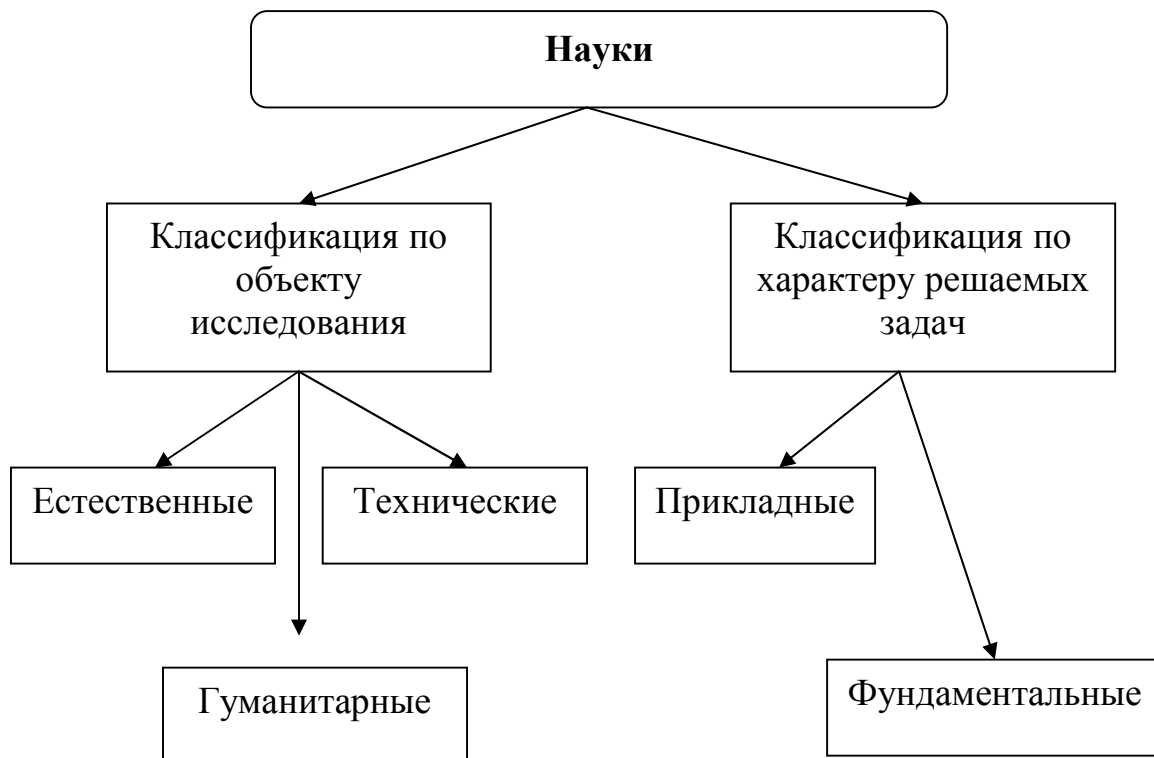 Науки
Классификация по
объекту
исследования
Классификация по
характеру решаемых
задач
Естественные
Технические
Прикладные
Гуманитарные
Фундаментальные